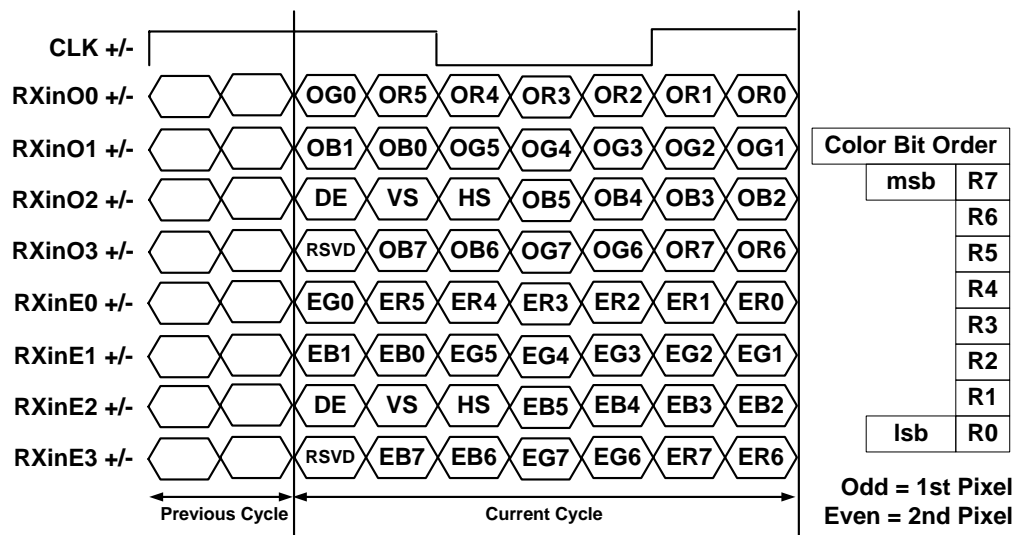 CLK +/-
RXinO0 +/- OG0 OR5 OR4 OR3 OR2 OR1 OR0
RXinO1 +/- OB1 OB0 OG5 OG4 OG3 OG2 OG1
RXinO2 +/- DE VS HS OB5 OB4 OB3 OB2
RXinO3 +/- RSVD OB7 OB6 OG7 OG6 OR7 OR6
RXinE0 +/- EG0 ER5 ER4 ER3 ER2 ER1 ER0
RXinE1 +/- EB1 EB0 EG5 EG4 EG3 EG2 EG1
RXinE2 +/- DE VS HS EB5 EB4 EB3 EB2
RXinE3 +/- RSVD EB7 EB6 EG7 EG6 ER7 ER6
Previous Cycle Current Cycle
Color Bit Order
msb R7
R6
R5
R4
R3
R2
R1
lsb R0
Odd = 1st Pixel
Even = 2nd Pixel